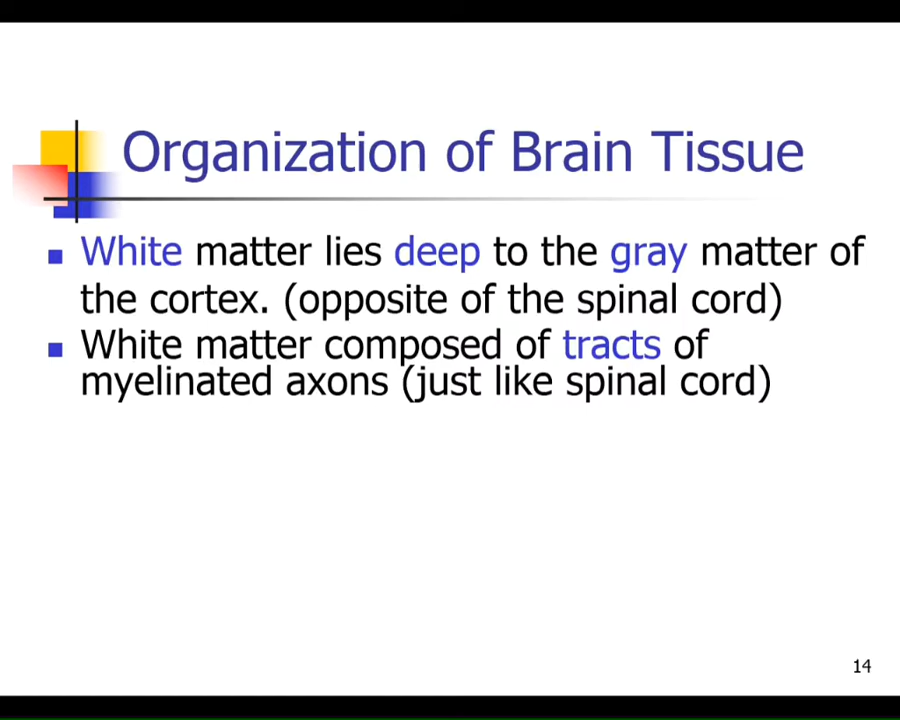 Organization of Brain Tissue
White matter lies deep to the gray matter of
the cortex. (opposite of the spinal cord)
White matter composed of tracts of
myelinated axons (just like spinal cord)
14